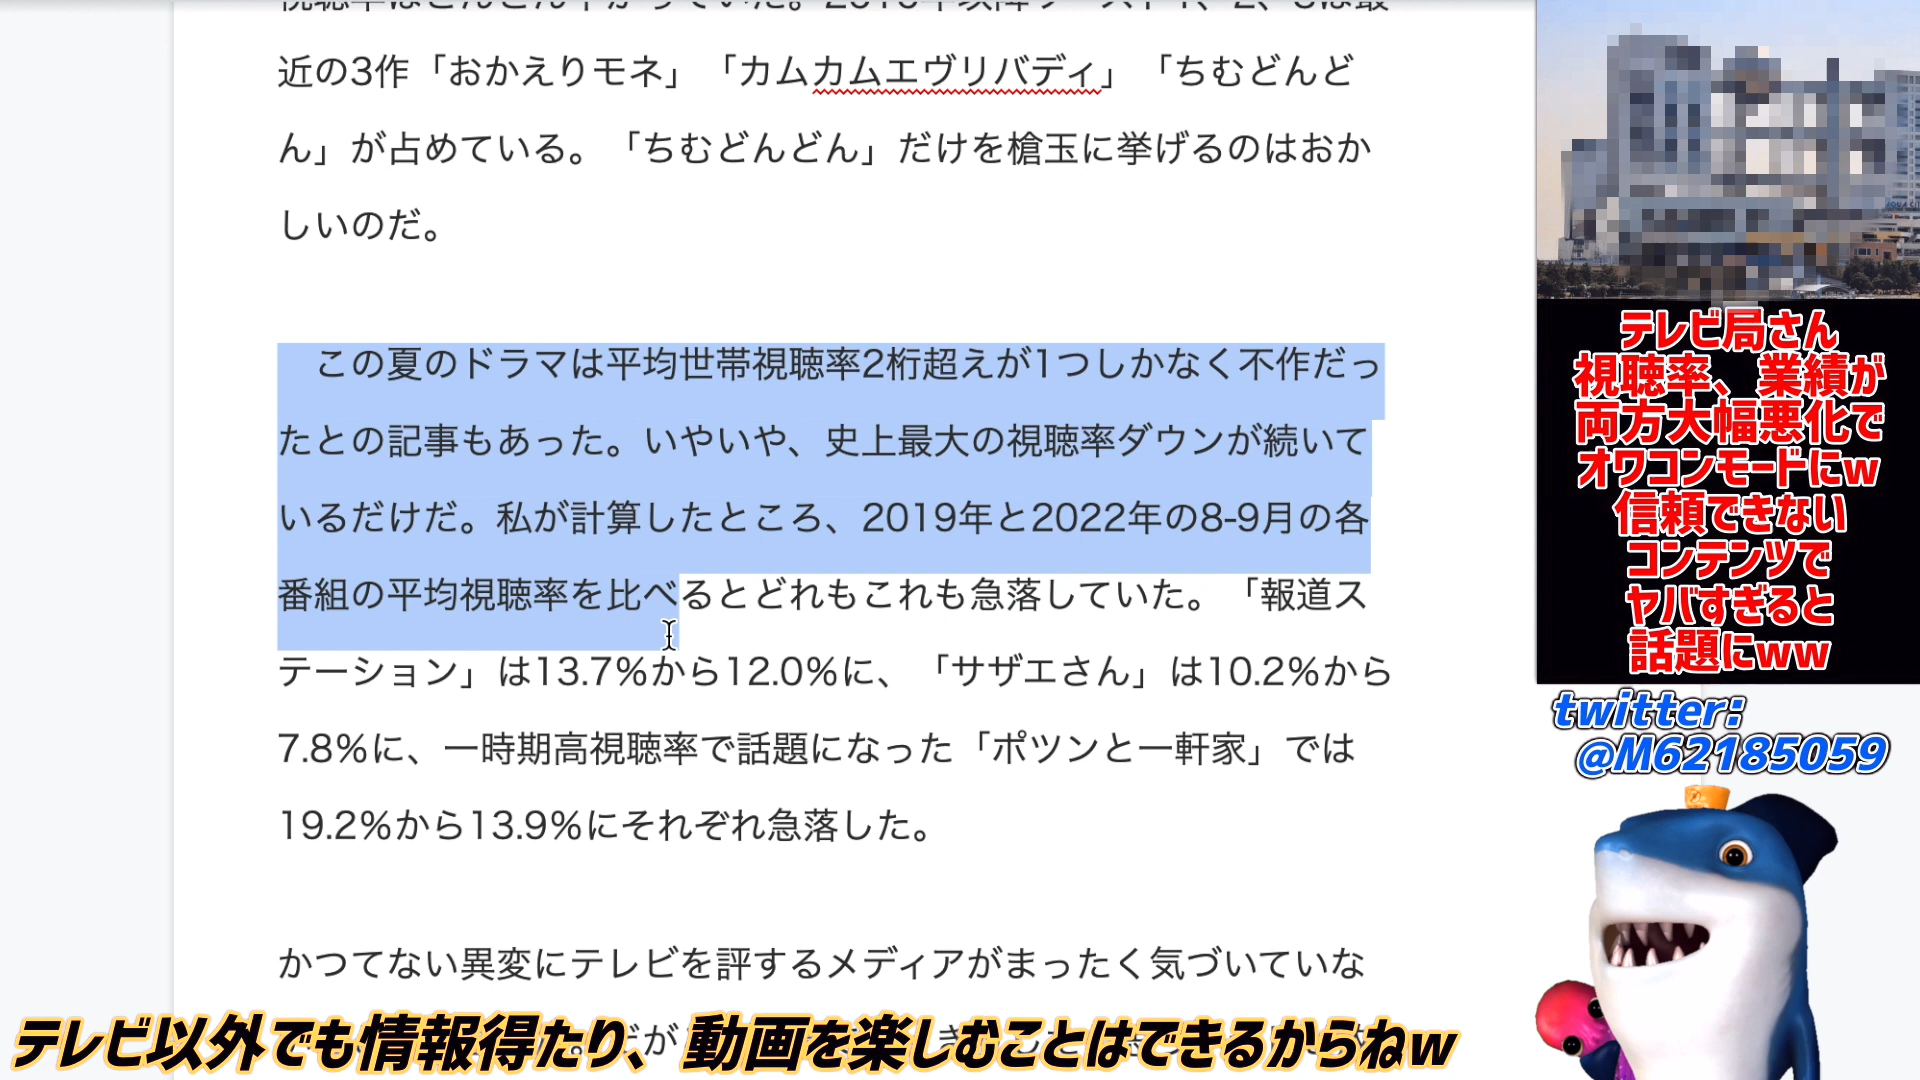 近の3作「おかえりモネ」「カムカムエヴリバディ」「ちむどんど
ん」が占めている。「ちむどんどん」だけを槍玉に挙げるのはおか
しいのだ。
この夏のドラマは平均世帯視聴率2桁超えが1つしかなく不作だっ
たとの記事もあった。いやいや、史上最大の視聴率ダウンが続いて
いるだけだ。私が計算したところ、2019年と2022年の8-9月の各
番組の平均視聴率を比べるとどれもこれも急落していた。「報道ス
テーション」は13.7%から12.0%に、「サザエさん」は10.2%から
7.8%に、一時期高視聴率で話題になった「ポツンと一軒家」では
19.2%から13.9%にそれぞれ急落した。
かつてない異変にテレビを評するメディアがまったく気づいていな
テレビ以外でも情報得たり、動画を楽しむことはできるからねw
テレビ局さん
視聴率、業績が
両方大幅悪化で
オワコンモードにw
信頼できない
コンテンツで
ヤバすぎると
話題にww
twitter:
@M62185059